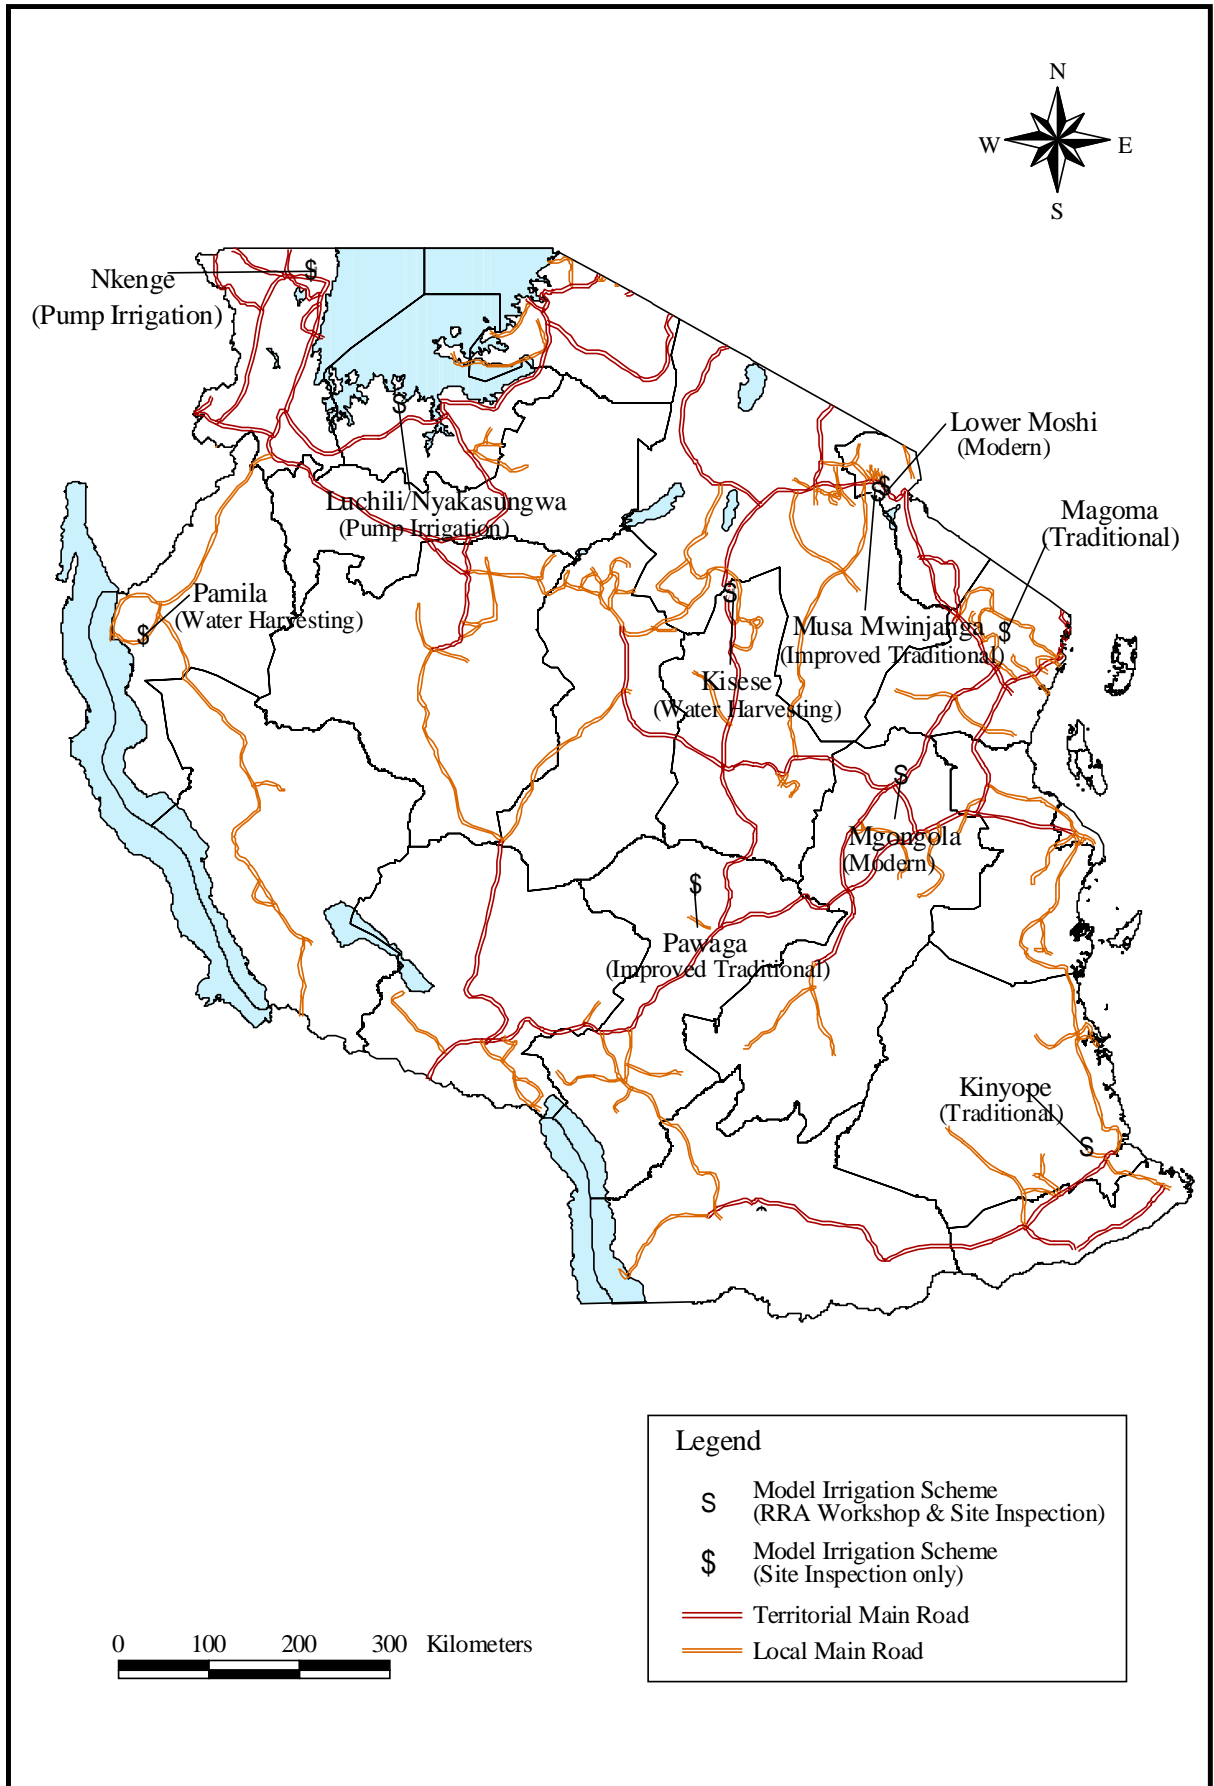 N
W
E
S
Nkenge
(Pump Irrigation)
$
Lower Moshi
(Modern)
$
S
S
Luchili/Nyakasungwa
(Pump Irrigation)
Magoma
(Traditional)
$
Pamila
(Water Harvesting)
$
S
Musa Mwinjanga
(Improved Traditional)
Kisese
(Water Harvesting)
S
Mgongola
(Modern)
$
Pawaga
(Improved Traditional)
Kinyope
(Traditional)
S
Legend
S
Model Irrigation Scheme
(RRA Workshop & Site Inspection)
$
Model Irrigation Scheme
(Site Inspection only)
Territorial Main Road
Local Main Road
0 100 200 300 Kilometers